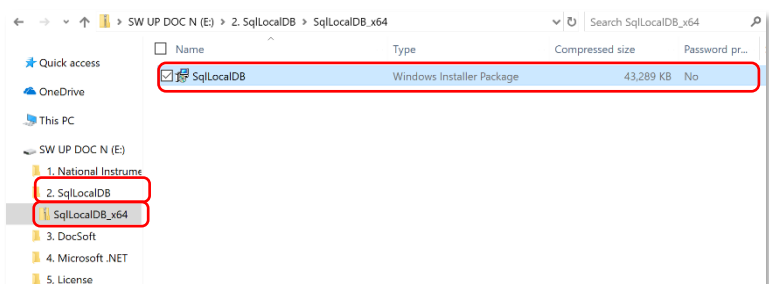 SW UP DOC N (E:) › 2. SqlLocalDB › SqlLocalDB_x64
Search SqlLocalDB_x64
Name Type Compressed size Password pr...
Quick access
SqlLocalDB Windows Installer Package 43,289 KB No
OneDrive
This PC
SW UP DOC N (E:)
1. National Instrume
2. SqlLocalDB
SqlLocalDB_x64
3. DocSoft
4. Microsoft .NET
5. License